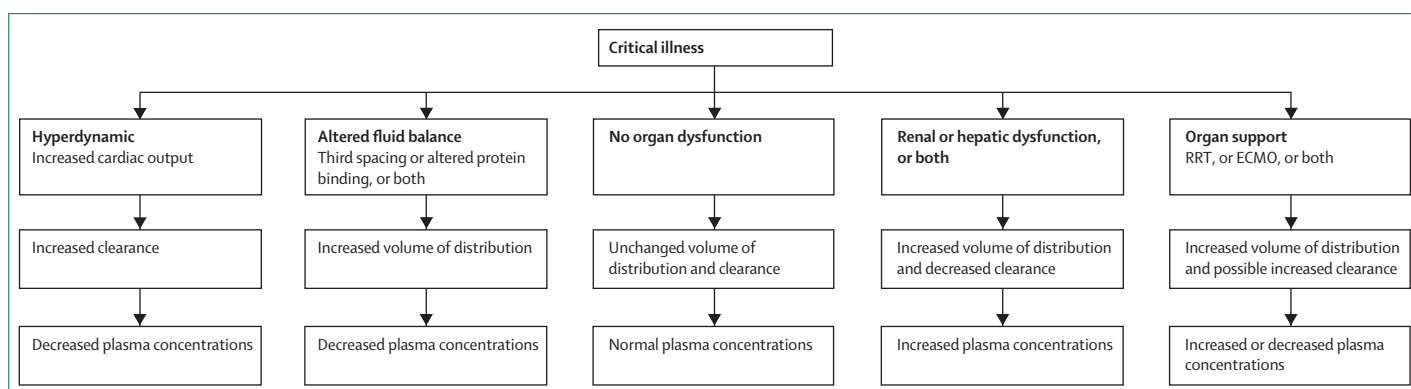 Critical illness
Hyperdynamic
Increased cardiac output
Altered fluid balance
Third spacing or altered protein
binding, or both
No organ dysfunction
Renal or hepatic dysfunction,
or both
Organ support
RRT, or ECMO, or both
Increased clearance
Increased volume of distribution
Unchanged volume of
distribution and clearance
Increased volume of distribution
and decreased clearance
Increased volume of distribution
and possible increased clearance
Decreased plasma concentrations
Decreased plasma concentrations
Normal plasma concentrations
Increased plasma concentrations
Increased or decreased plasma
concentrations